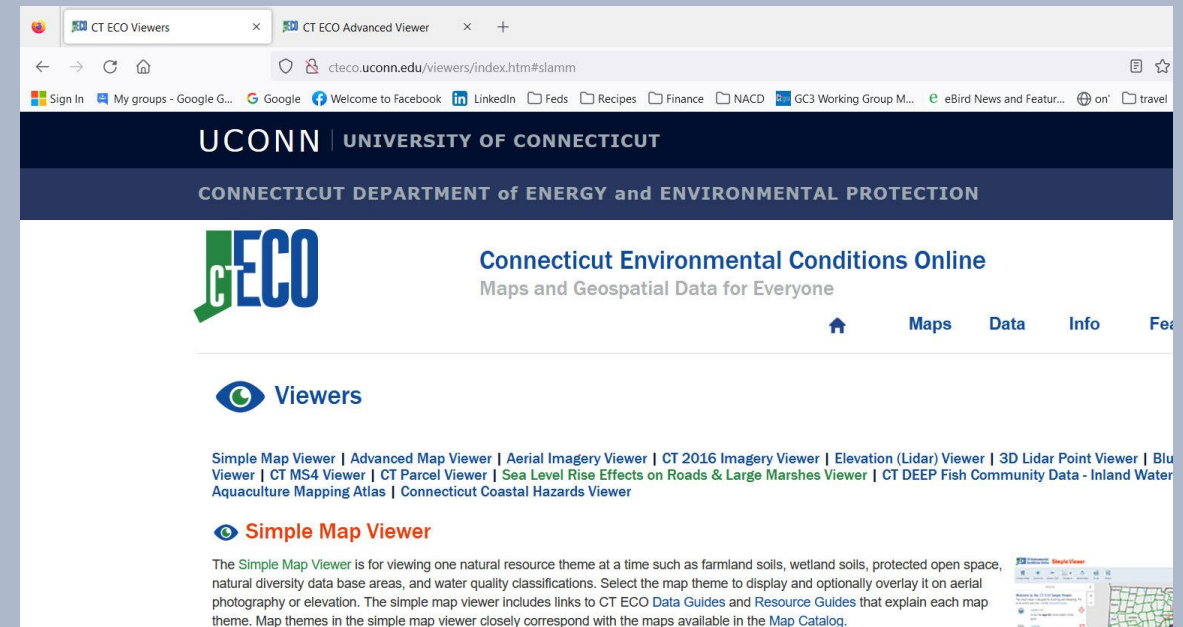 CT ECO Viewers × CT ECO Advanced Viewer × +
cteco.uconn.edu/viewers/index.htm#slamm
Sign In My groups - Google G... Google Welcome to Facebook LinkedIn Feds Recipes Finance NACD GC3 Working Group M... eBird News and Featur... on' travel
UCONN UNIVERSITY OF CONNECTICUT
CONNECTICUT DEPARTMENT of ENERGY and ENVIRONMENTAL PROTECTION
CT ECO
Connecticut Environmental Conditions Online
Maps and Geospatial Data for Everyone
Maps Data Info Fea
Viewers
Simple Map Viewer | Advanced Map Viewer | Aerial Imagery Viewer | CT 2016 Imagery Viewer | Elevation (Lidar) Viewer | 3D Lidar Point Viewer | Blu
Viewer | CT MS4 Viewer | CT Parcel Viewer | Sea Level Rise Effects on Roads & Large Marshes Viewer | CT DEEP Fish Community Data - Inland Water
Aquaculture Mapping Atlas | Connecticut Coastal Hazards Viewer
Simple Map Viewer
The Simple Map Viewer is for viewing one natural resource theme at a time such as farmland soils, wetland soils, protected open space,
natural diversity data base areas, and water quality classifications. Select the map theme to display and optionally overlay it on aerial
photography or elevation. The simple map viewer includes links to CT ECO Data Guides and Resource Guides that explain each map
theme. Map themes in the simple map viewer closely correspond with the maps available in the Map Catalog.
Simple Viewer